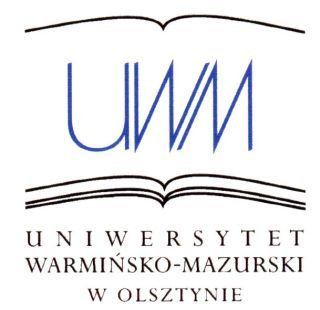 UWM
UNIWERSYTET
WARMIŃSKO-MAZURSKI
W OLSZTYNIE